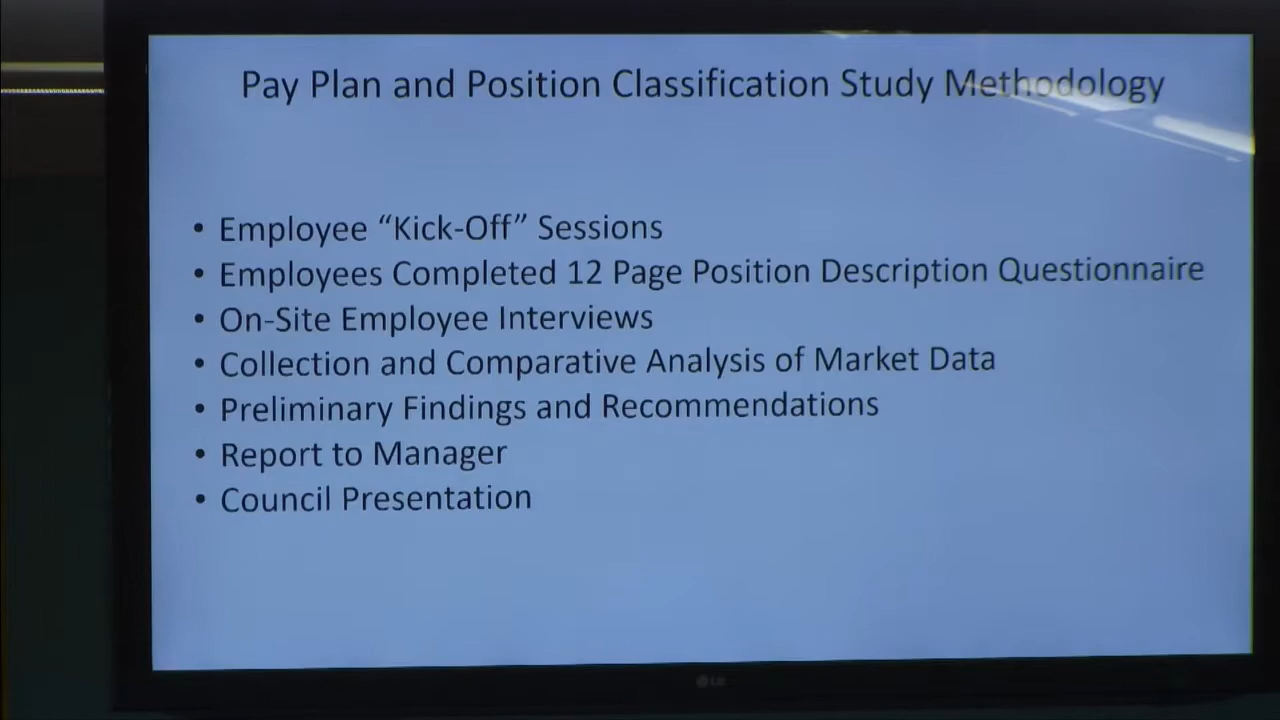 Pay Plan and Position Classification Study Methodology
• Employee “Kick-Off” Sessions
• Employees Completed 12 Page Position Description Questionnaire
• On-Site Employee Interviews
• Collection and Comparative Analysis of Market Data
• Preliminary Findings and Recommendations
• Report to Manager
• Council Presentation
LG